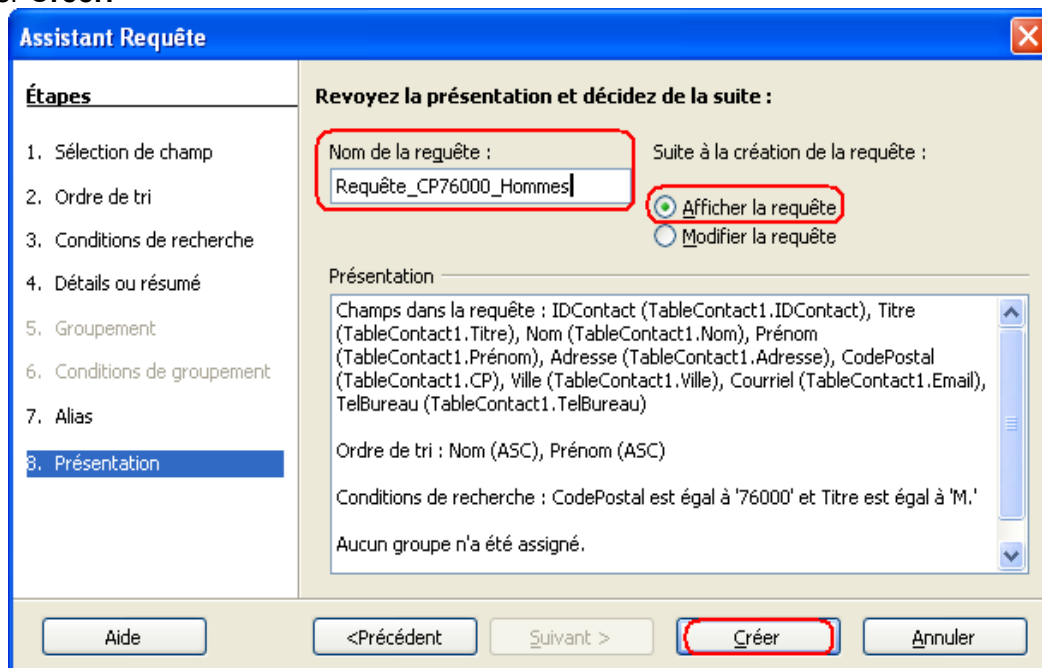 Assistant Requête
Étapes
1. Sélection de champ
2. Ordre de tri
3. Conditions de recherche
4. Détails ou résumé
5. Groupement
6. Conditions de groupement
7. Alias
8. Présentation
Revoyez la présentation et décidez de la suite :
Nom de la requête :
Requête_CP76000_Hommes
Suite à la création de la requête :
Afficher la requête
Modifier la requête
Présentation
Champs dans la requête : IDContact (TableContact1.IDContact), Titre
(TableContact1.Titre), Nom (TableContact1.Nom), Prénom
(TableContact1.Prénom), Adresse (TableContact1.Adresse), CodePostal
(TableContact1.CP), Ville (TableContact1.Ville), Courriel (TableContact1.Email),
TelBureau (TableContact1.TelBureau)
Ordre de tri : Nom (ASC), Prénom (ASC)
Conditions de recherche : CodePostal est égal à '76000' et Titre est égal à 'M.'
Aucun groupe n'a été assigné.
Aide
<Précédent
Suivant >
Créer
Annuler